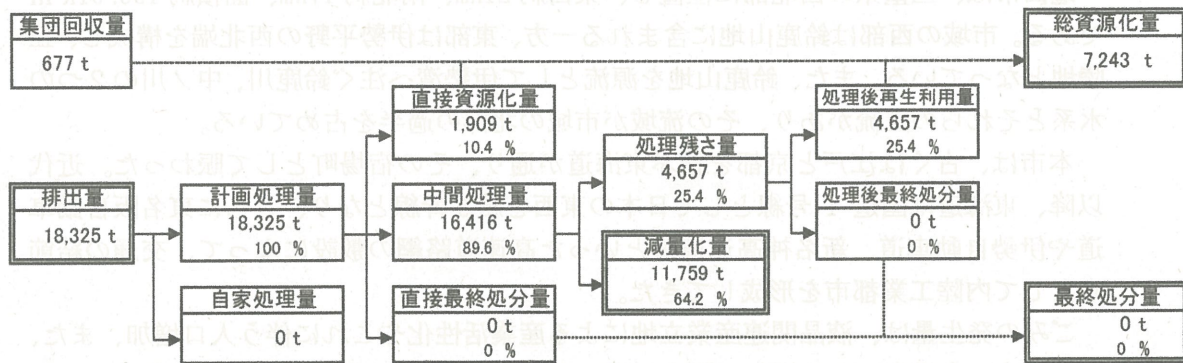 集団回収量
677 t
総資源化量
7,243 t
直接資源化量
1,909 t
10.4 %
処理後再生利用量
4,657 t
25.4 %
処理残さ量
4,657 t
25.4 %
排出量
18,325 t
計画処理量
18,325 t
100 %
中間処理量
16,416 t
89.6 %
処理後最終処分量
0 t
0 %
減量化量
11,759 t
64.2 %
自家処理量
0 t
直接最終処分量
0 t
0 %
最終処分量
0 t
0 %